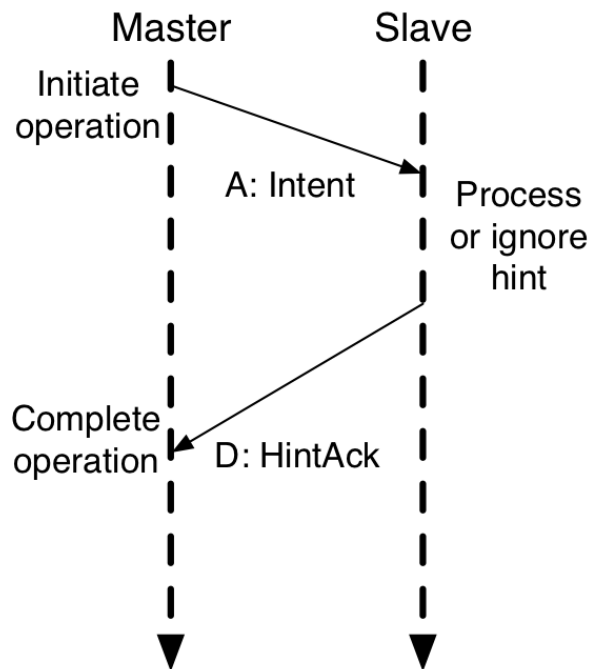 Master
Slave
Initiate
operation
A: Intent
Process
or ignore
hint
Complete
operation
D: HintAck